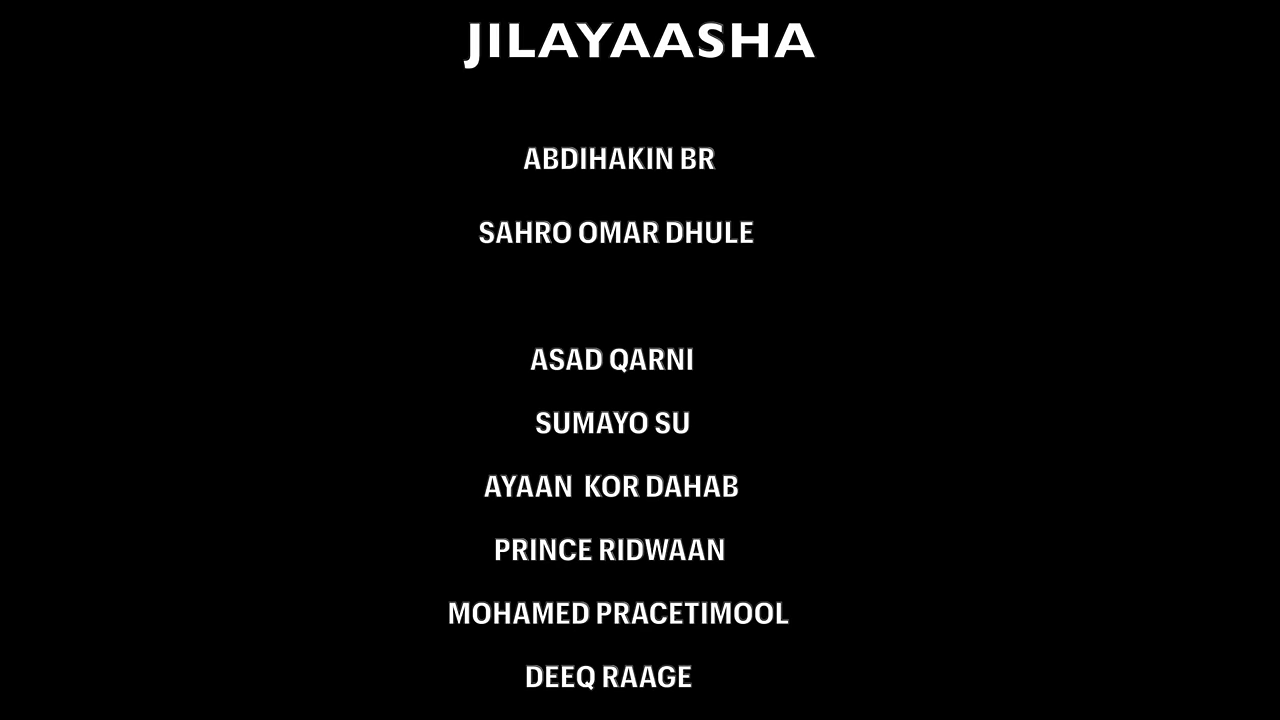 JILAYAASHA
ABDIHAKIN BR
SAHRO OMAR DHULE
ASAD QARNI
SUMAYO SU
AYAAN KOR DAHAB
PRINCE RIDWAAN
MOHAMED PRACETIMOOL
DEEQ RAAGE